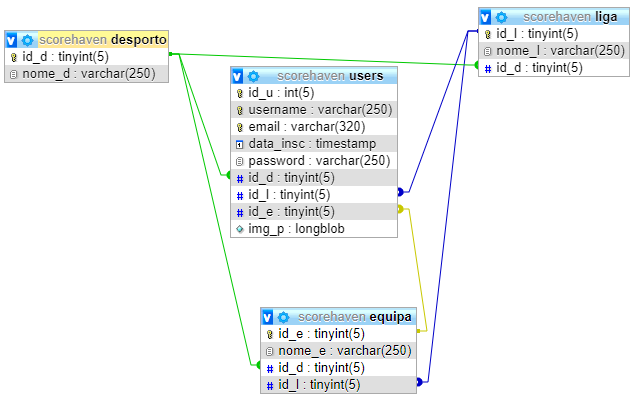 scorehaven desporto
id_d : tinyint(5)
nome_d : varchar(250)
scorehaven liga
id_l : tinyint(5)
nome_l : varchar(250)
id_d : tinyint(5)
scorehaven users
id_u : int(5)
username : varchar(250)
email : varchar(320)
data_insc : timestamp
password : varchar(250)
id_d : tinyint(5)
id_l : tinyint(5)
id_e : tinyint(5)
img_p : longblob
scorehaven equipa
id_e : tinyint(5)
nome_e : varchar(250)
id_d : tinyint(5)
id_l : tinyint(5)